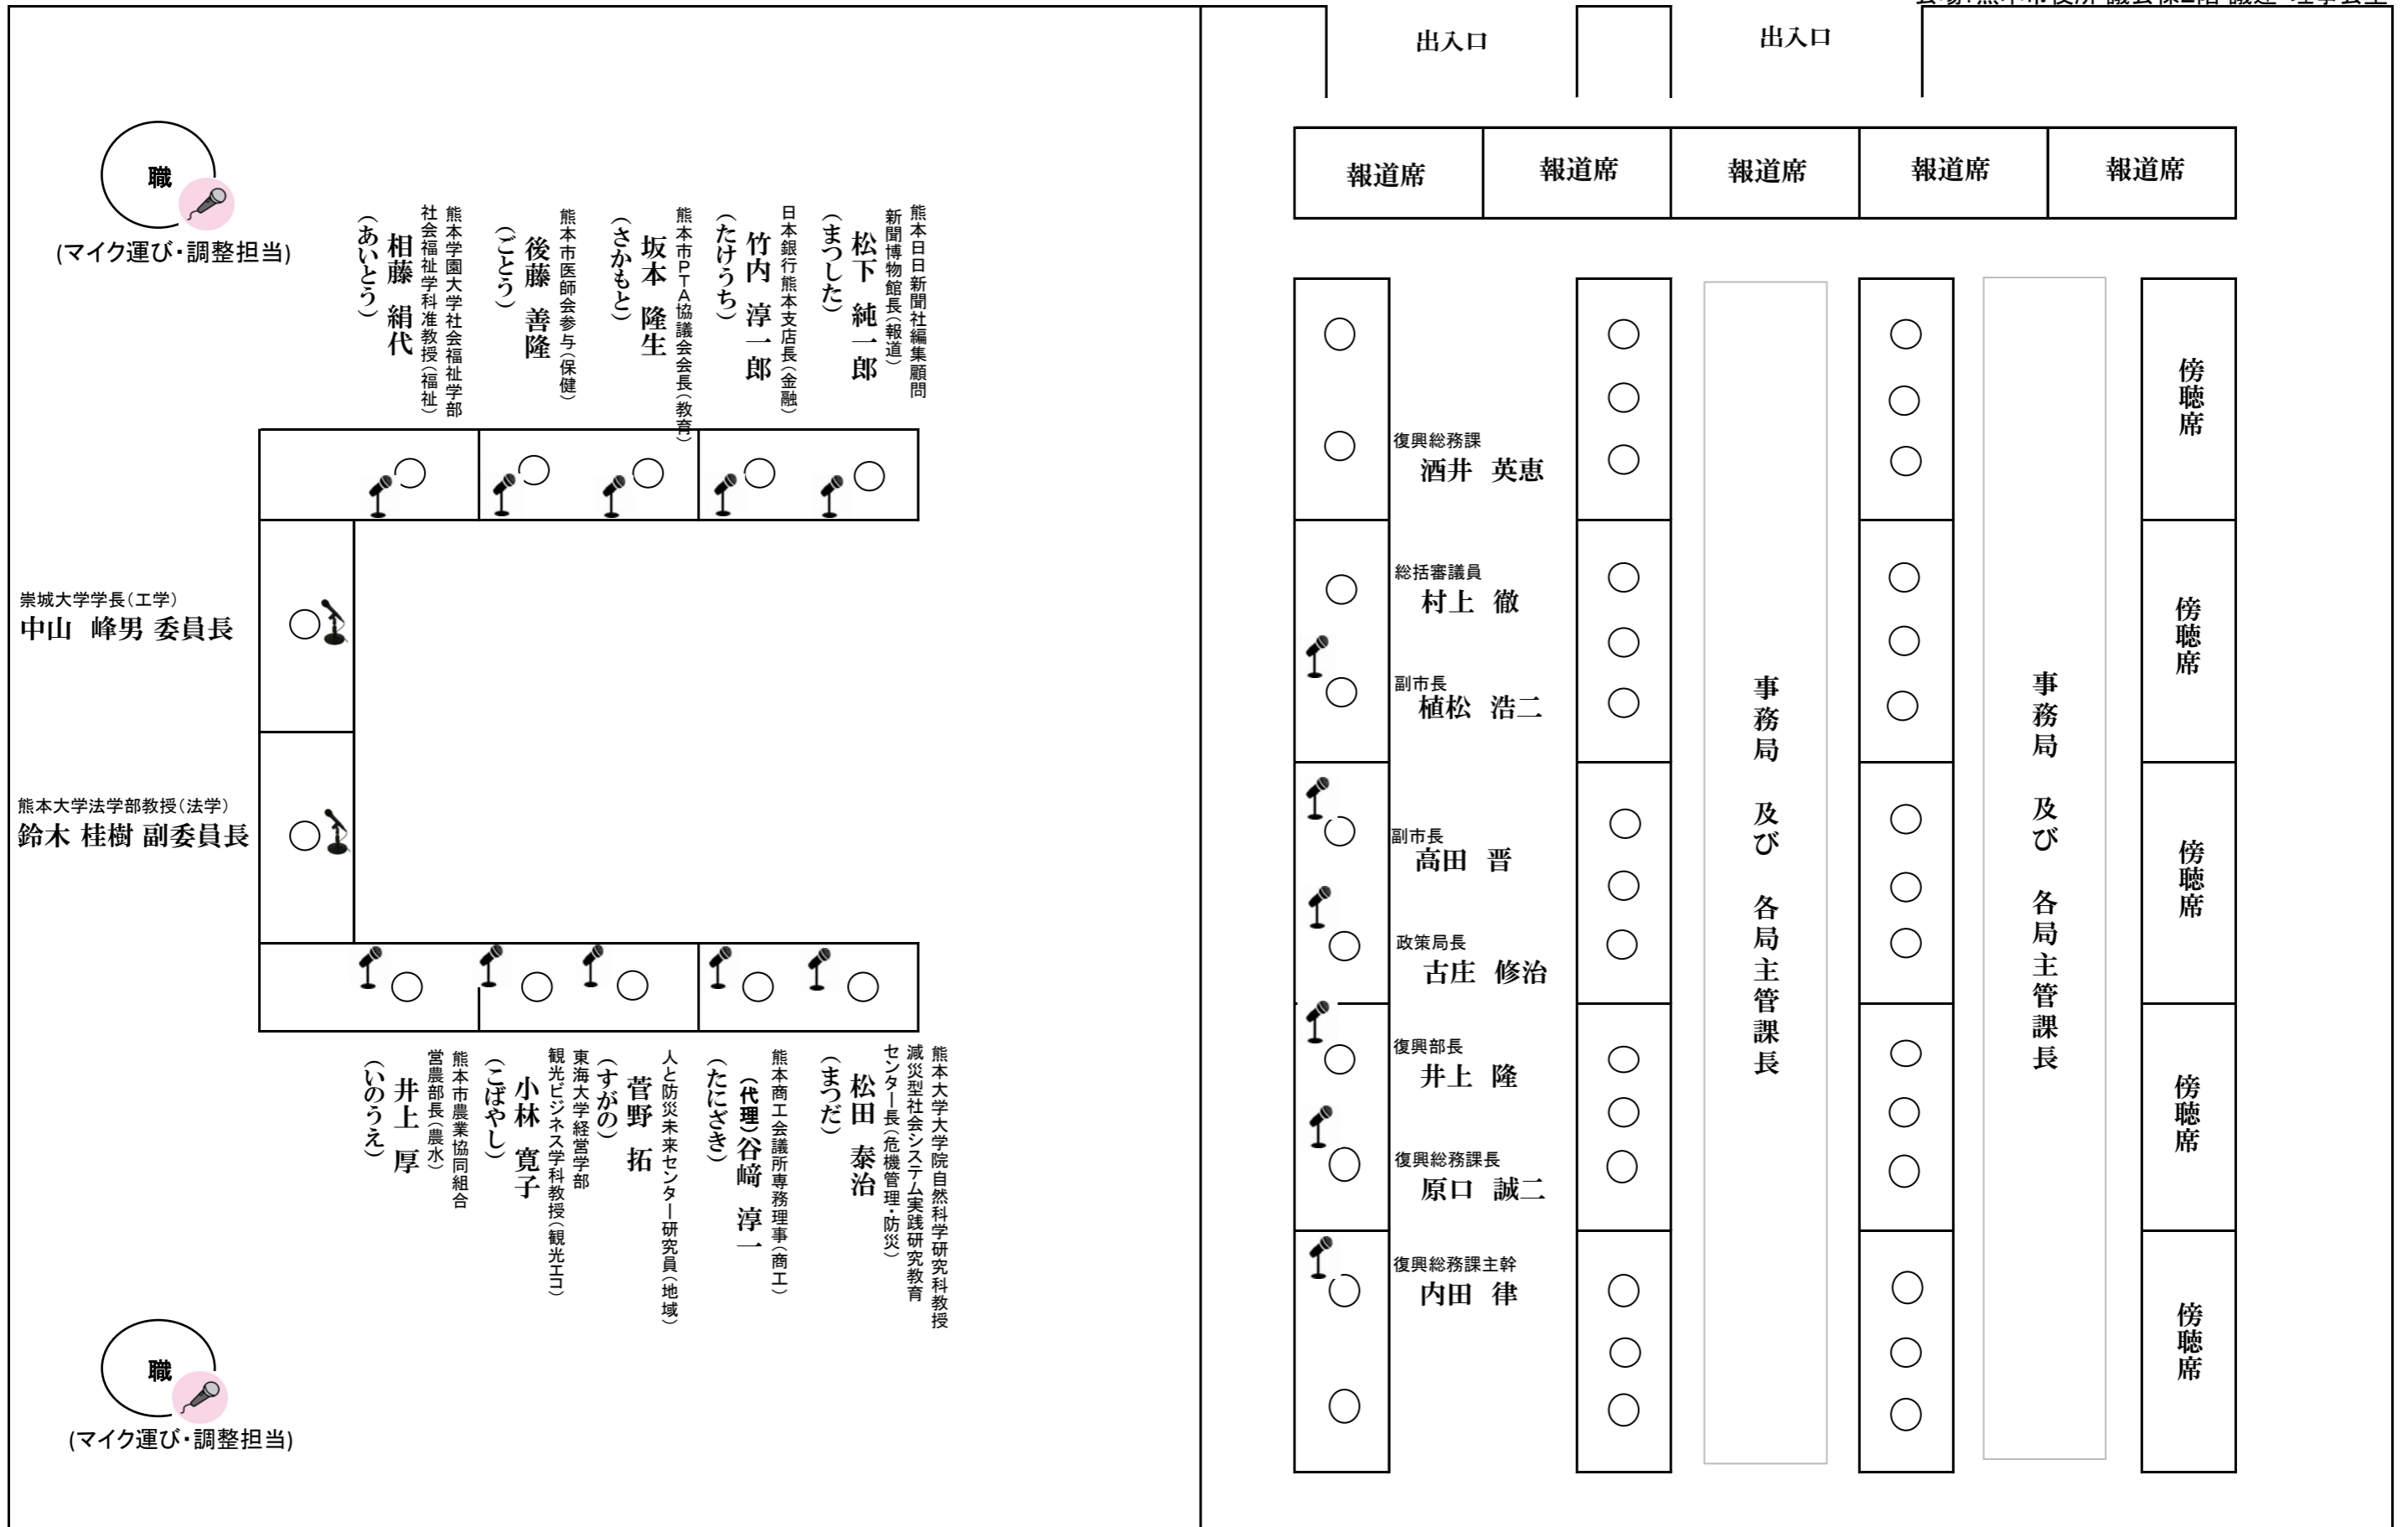 出入口
出入口
報道席
報道席
報道席
報道席
報道席
職
(マイク運び・調整担当)
熊本日日新聞社編集顧問
新聞博物館長(報道)
松下 純一郎
(まつした)
日本銀行熊本支店長(金融)
竹内 淳一郎
(たけうち)
熊本市PTA協議会会長(教育)
坂本 隆生
(さかもと)
熊本市医師会参与(保健)
後藤 善隆
(ごとう)
熊本学園大学社会福祉学部
社会福祉学科准教授(福祉)
相藤 絹代
(あいとう)
崇城大学学長(工学)
中山 峰男 委員長
熊本大学法学部教授(法学)
鈴木 桂樹 副委員長
熊本大学大学院自然科学研究科教授
減災型社会システム実践研究教育
センター長(危機管理・防災)
松田 泰治
(まつだ)
熊本商工会議所専務理事(商工)
(代理)谷﨑 淳一
(たにざき)
人と防災未来センター研究員(地域)
菅野 拓
(すがの)
東海大学経営学部
観光ビジネス学科教授(観光エコ)
小林 寛子
(こばやし)
熊本市農業協同組合
営農部長(農水)
井上 厚
(いのうえ)
職
(マイク運び・調整担当)
復興総務課
酒井 英恵
総括審議員
村上 徹
副市長
植松 浩二
副市長
高田 晋
政策局長
古庄 修治
復興部長
井上 隆
復興総務課長
原口 誠二
復興総務課主幹
内田 律
事務局 及び 各局主管課長
事務局 及び 各局主管課長
傍聴席
傍聴席
傍聴席
傍聴席
傍聴席